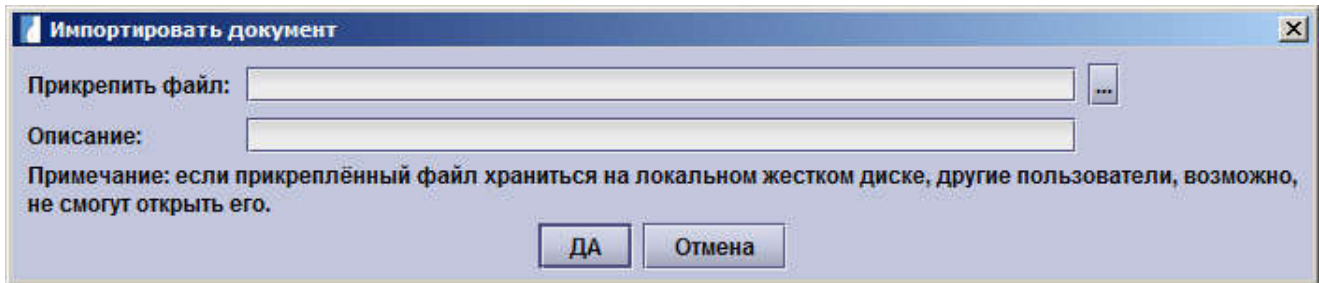 Импортировать документ
Прикрепить файл: ...
Описание:
Примечание: если прикреплённый файл храниться на локальном жестком диске, другие пользователи, возможно,
не смогут открыть его.
ДА Отмена